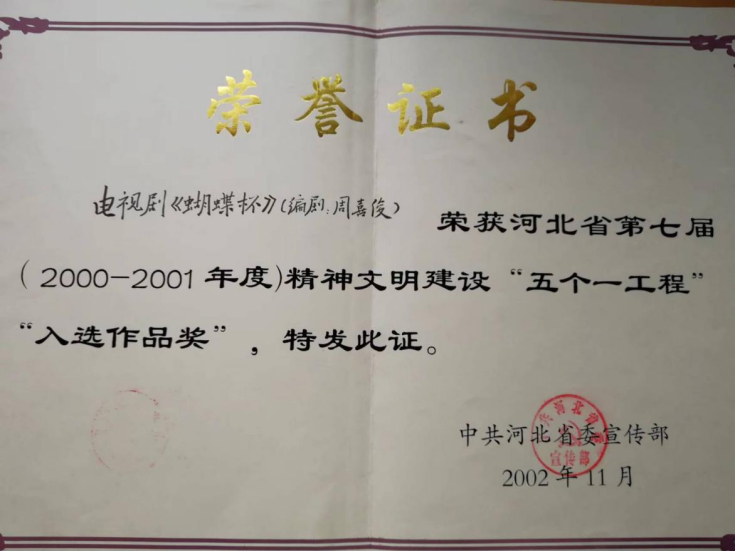 荣誉证书
电视剧《蝴蝶杯》(编剧:周喜俊)
荣获河北省第七届
(2000-2001年度)精神文明建设“五个一工程”
“入选作品奖”,特发此证。
中共河北省委宣传部
2002年11月